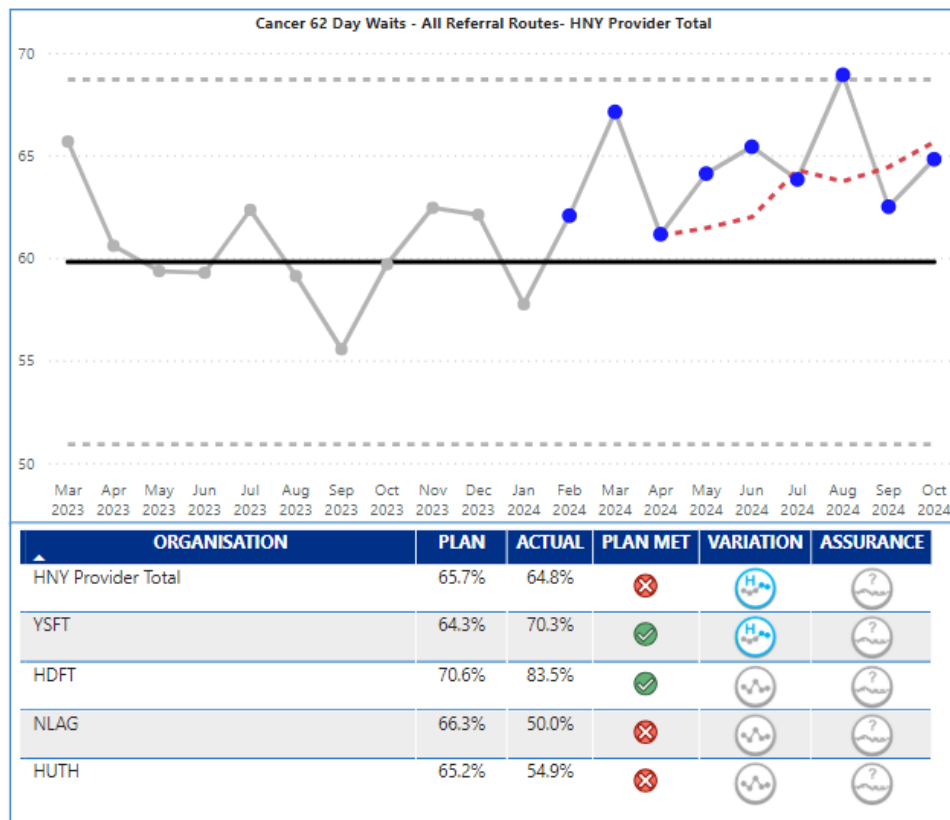 Cancer 62 Day Waits - All Referral Routes- HNY Provider Total
70
65
60
55
50
Mar Apr May Jun Jul Aug Sep Oct Nov Dec Jan Feb Mar Apr May Jun Jul Aug Sep Oct
2023 2023 2023 2023 2023 2023 2023 2023 2023 2023 2024 2024 2024 2024 2024 2024 2024 2024 2024 2024
ORGANISATION PLAN ACTUAL PLAN MET VARIATION ASSURANCE
HNY Provider Total 65.7% 64.8% H ?
YSFT 64.3% 70.3% H ?
HDFT 70.6% 83.5% ?
NLAG 66.3% 50.0% ?
HUTH 65.2% 54.9% ?